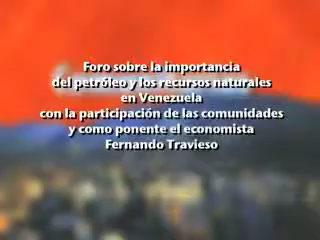 Foro sobre la importancia
del petróleo y los recursos naturales
en Venezuela
con la participación de las comunidades
y como ponente el economista
Fernando Travieso